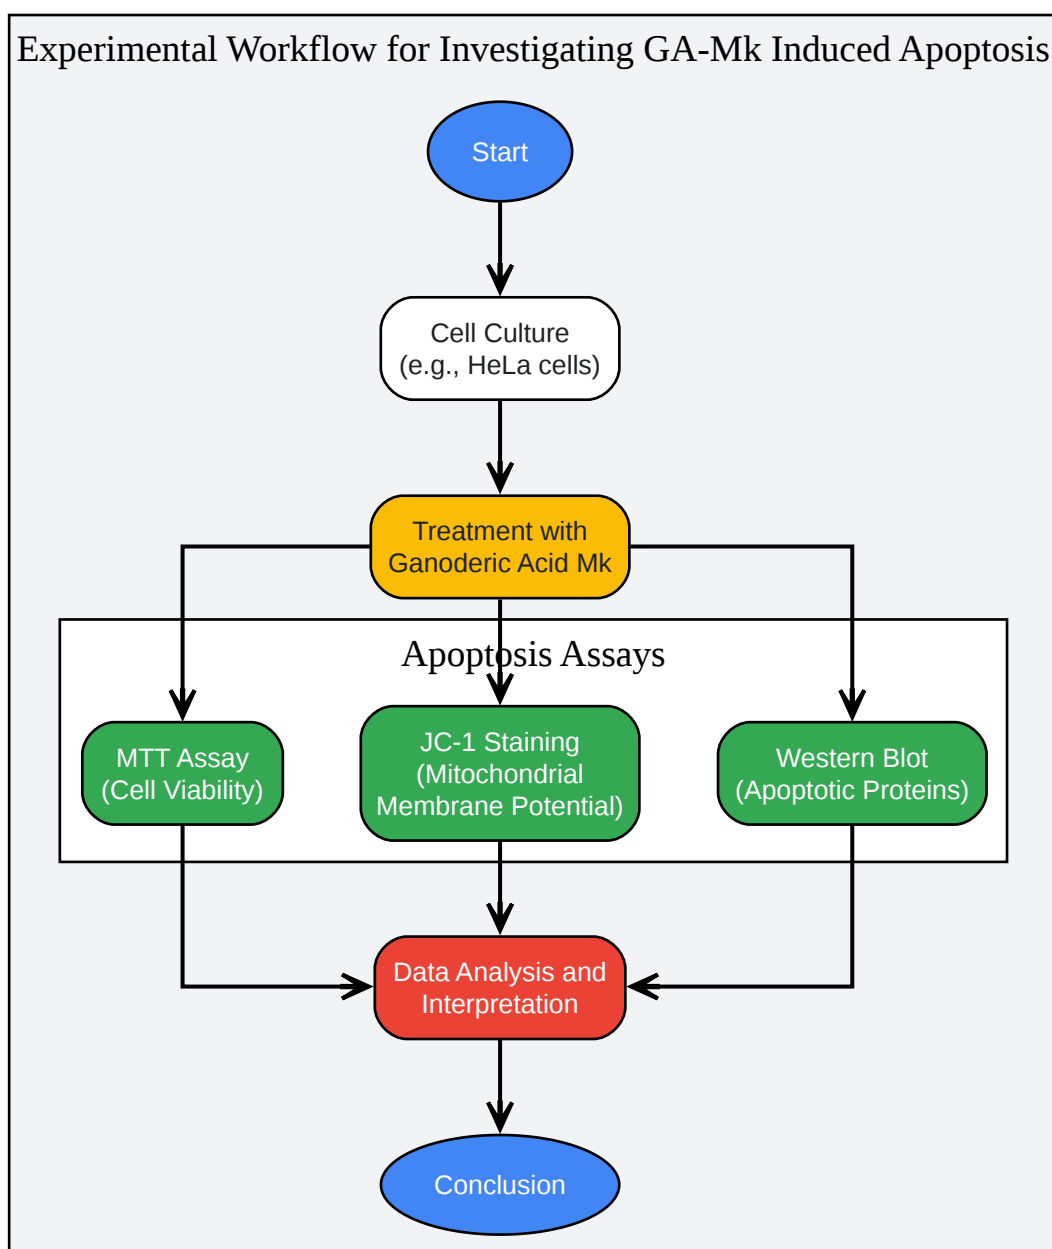 Experimental Workflow for Investigating GA-Mk Induced Apoptosis
Start
Cell Culture
(e.g., HeLa cells)
Treatment with
Ganoderic Acid Mk
Apoptosis Assays
MTT Assay
(Cell Viability)
JC-1 Staining
(Mitochondrial
Membrane Potential)
Western Blot
(Apoptotic Proteins)
Data Analysis and
Interpretation
Conclusion